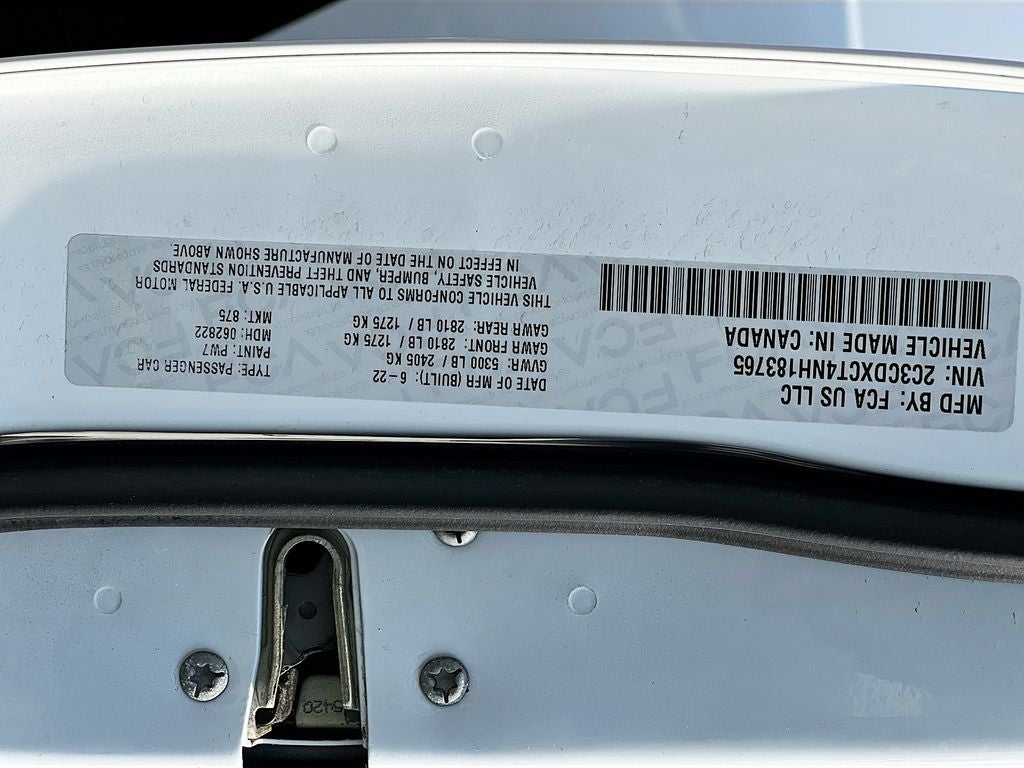 MFD BY: FCA US LLC
VIN: 2C3CDXCT4NH183765
VEHICLE MADE IN: CANADA
DATE OF MFR (BUILT): 6-22
GVWR: 5300 LB / 2405 KG
GAWR FRONT: 2810 LB / 1275 KG
GAWR REAR: 2810 LB / 1275 KG
THIS VEHICLE CONFORMS TO ALL APPLICABLE U.S.A. FEDERAL MOTOR
VEHICLE SAFETY, BUMPER, AND THEFT PREVENTION STANDARDS
IN EFFECT ON THE DATE OF MANUFACTURE SHOWN ABOVE.
TYPE: PASSENGER CAR
PAINT: PW7
MDH: 062822
MKT: 875
FCA
5420